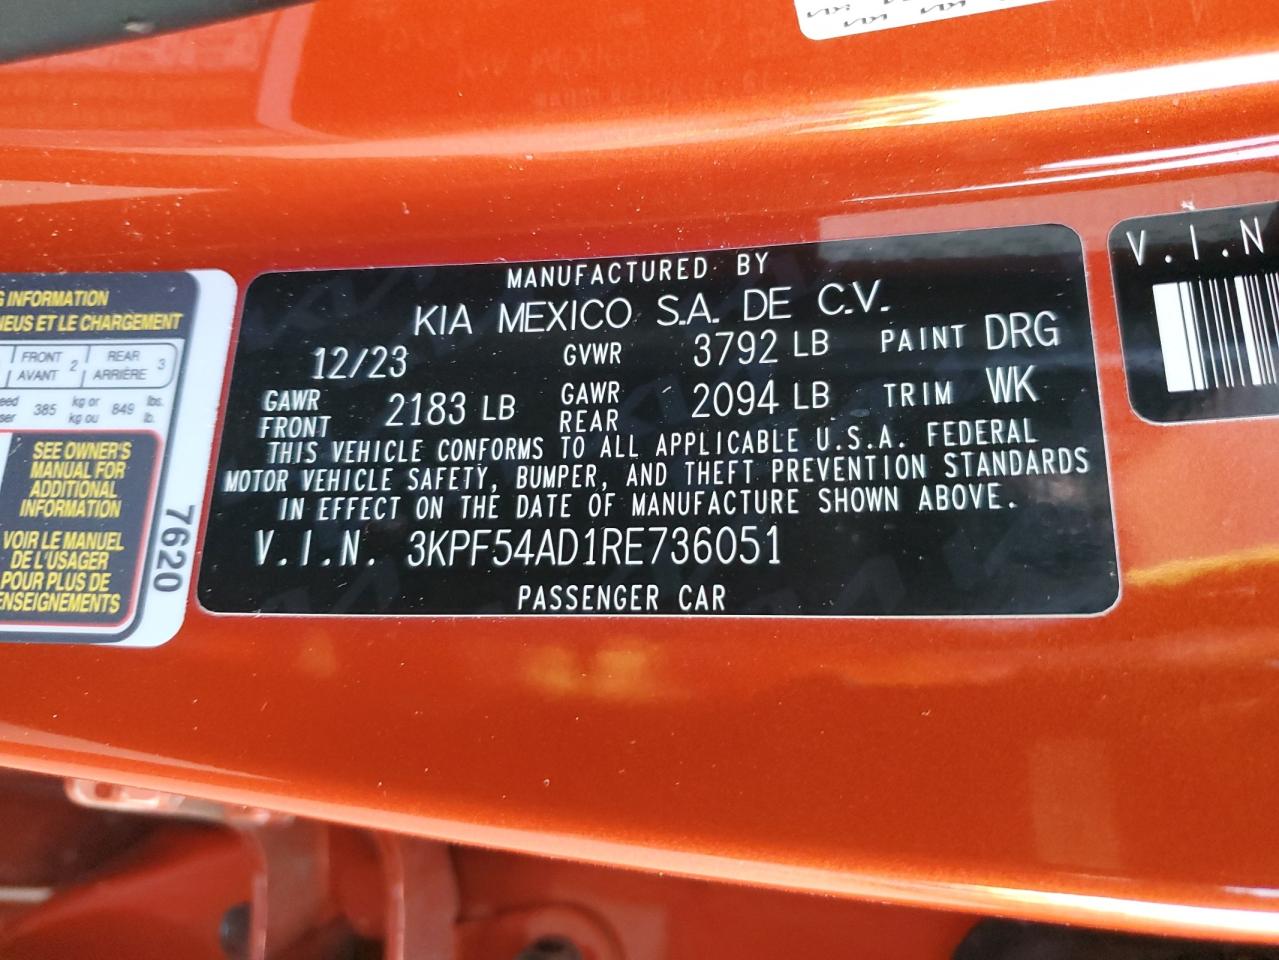 G INFORMATION
NEUS ET LE CHARGEMENT
FRONT
AVANT 2
REAR
ARRIÈRE 3
385 kg or
kg ou 849 lbs.
lb.
SEE OWNER'S
MANUAL FOR
ADDITIONAL
INFORMATION
VOIR LE MANUEL
DE L'USAGER
POUR PLUS DE
ENSEIGNEMENTS
7620
MANUFACTURED BY
KIA MEXICO S.A. DE C.V.
12/23 GVWR 3792 LB PAINT DRG
GAWR
FRONT 2183 LB GAWR
REAR 2094 LB TRIM WK
THIS VEHICLE CONFORMS TO ALL APPLICABLE U.S.A. FEDERAL
MOTOR VEHICLE SAFETY, BUMPER, AND THEFT PREVENTION STANDARDS
IN EFFECT ON THE DATE OF MANUFACTURE SHOWN ABOVE.
V.I.N. 3KPF54AD1RE736051
PASSENGER CAR
V.I.N